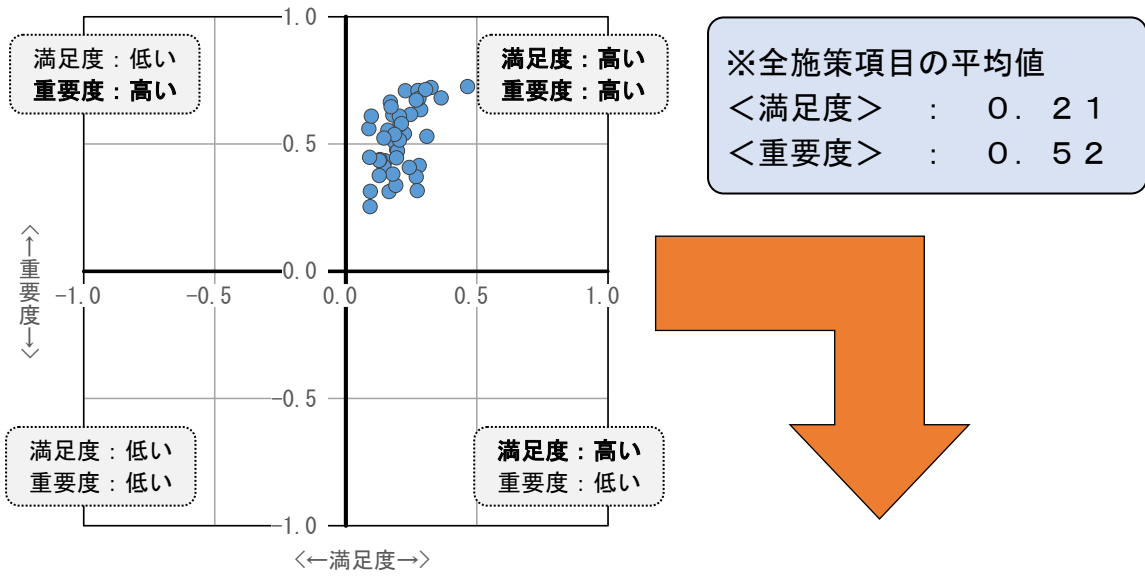 1.0
満足度：低い
重要度：高い
満足度：高い
重要度：高い
※全施策項目の平均値
＜満足度＞　：　０．２１
＜重要度＞　：　０．５２
0.5
0.0
-1.0
-0.5
0.0
0.5
1.0
＜←重要度→＞
-0.5
満足度：低い
重要度：低い
満足度：高い
重要度：低い
-1.0
＜←満足度→＞